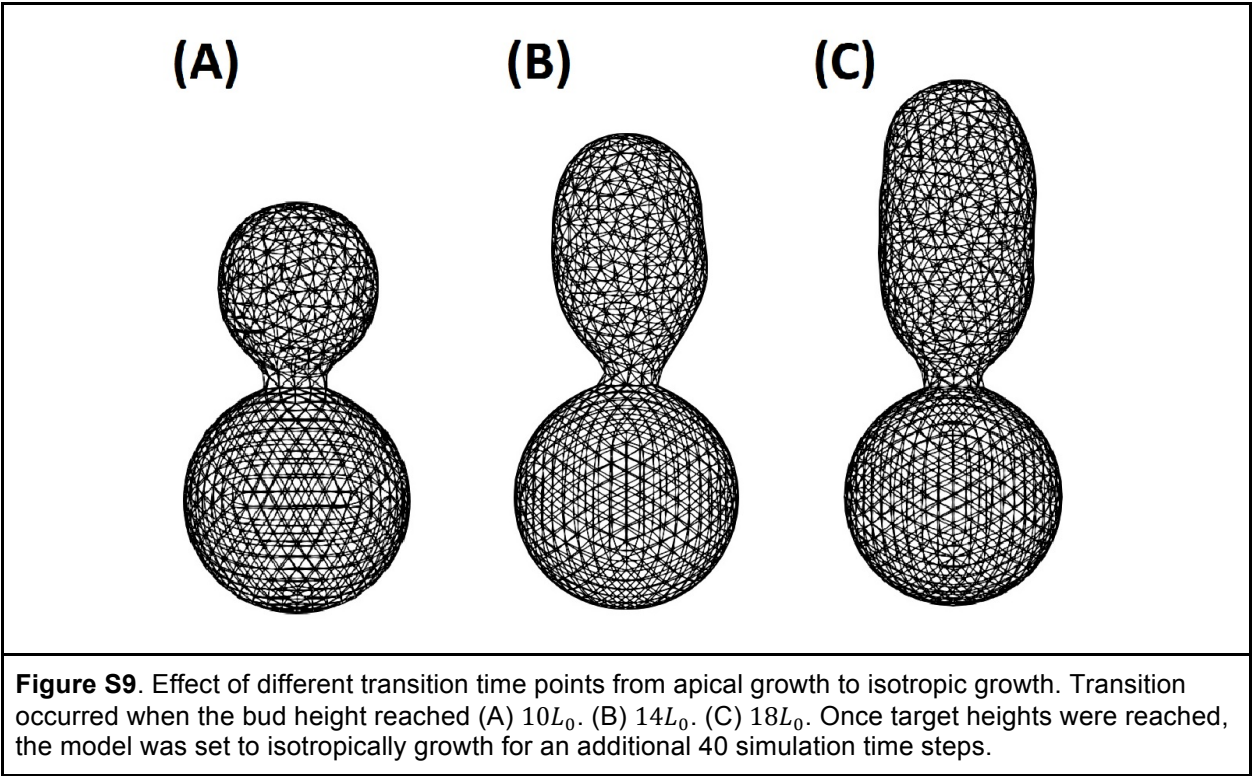 (A) (B) (C)
Figure S9. Effect of different transition time points from apical growth to isotropic growth. Transition
occurred when the bud height reached (A) 10L₀. (B) 14L₀. (C) 18L₀. Once target heights were reached,
the model was set to isotropically growth for an additional 40 simulation time steps.